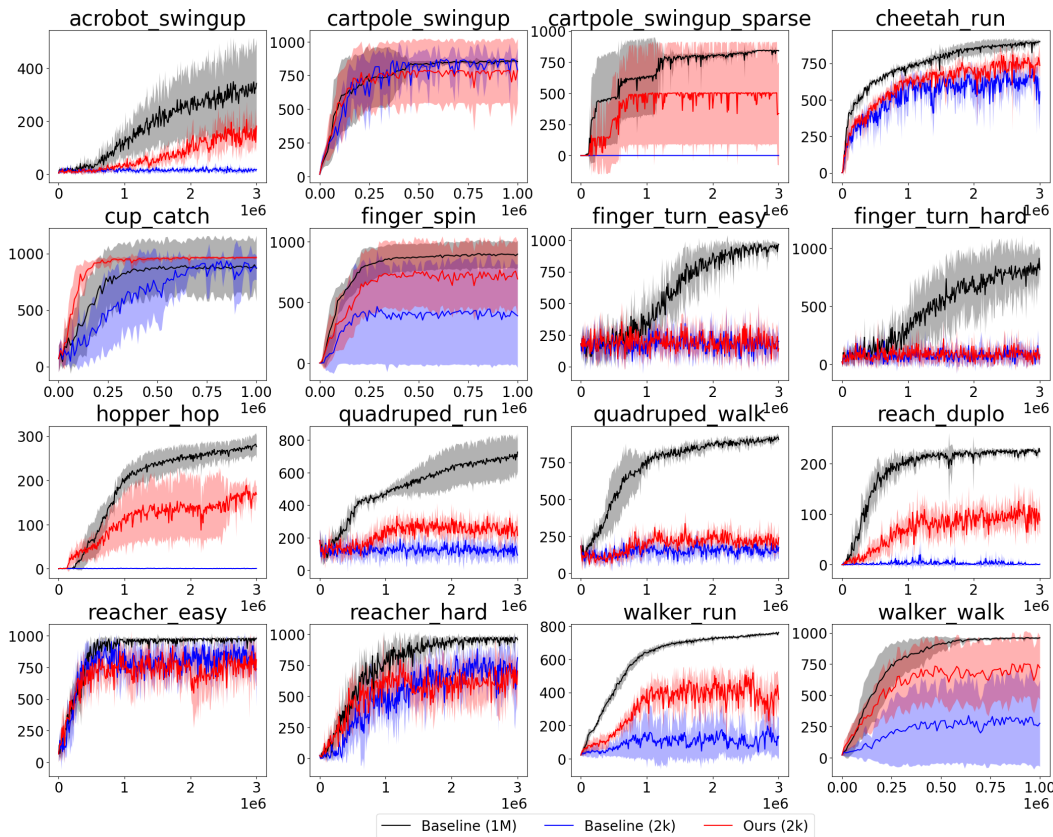 acrobot_swingup
cartpole_swingup
cartpole_swingup_sparse
cheetah_run
400
200
0
0 1 2 3
1e6
1000
750
500
250
0
0.00 0.25 0.50 0.75 1.00
1e6
1000
750
500
250
0
0 1 2 3
1e6
750
500
250
0
0 1 2 3
1e6
cup_catch
finger_spin
finger_turn_easy
finger_turn_hard
1000
500
0
0.00 0.25 0.50 0.75 1.00
1e6
1000
500
0
0.00 0.25 0.50 0.75 1.00
1e6
1000
750
500
250
0
0 1 2 3
1e6
1000
500
0
0 1 2 3
1e6
hopper_hop
quadruped_run
quadruped_walk
reach_duplo
300
200
100
0
0 1 2 3
1e6
800
600
400
200
0
0 1 2 3
1e6
750
500
250
0
0 1 2 3
1e6
200
100
0
0 1 2 3
1e6
reacher_easy
reacher_hard
walker_run
walker_walk
1000
750
500
250
0
0 1 2 3
1e6
1000
750
500
250
0
0 1 2 3
1e6
800
600
400
200
0
0 1 2 3
1e6
1000
750
500
250
0
0.00 0.25 0.50 0.75 1.00
1e6
Baseline (1M) Baseline (2k) Ours (2k)